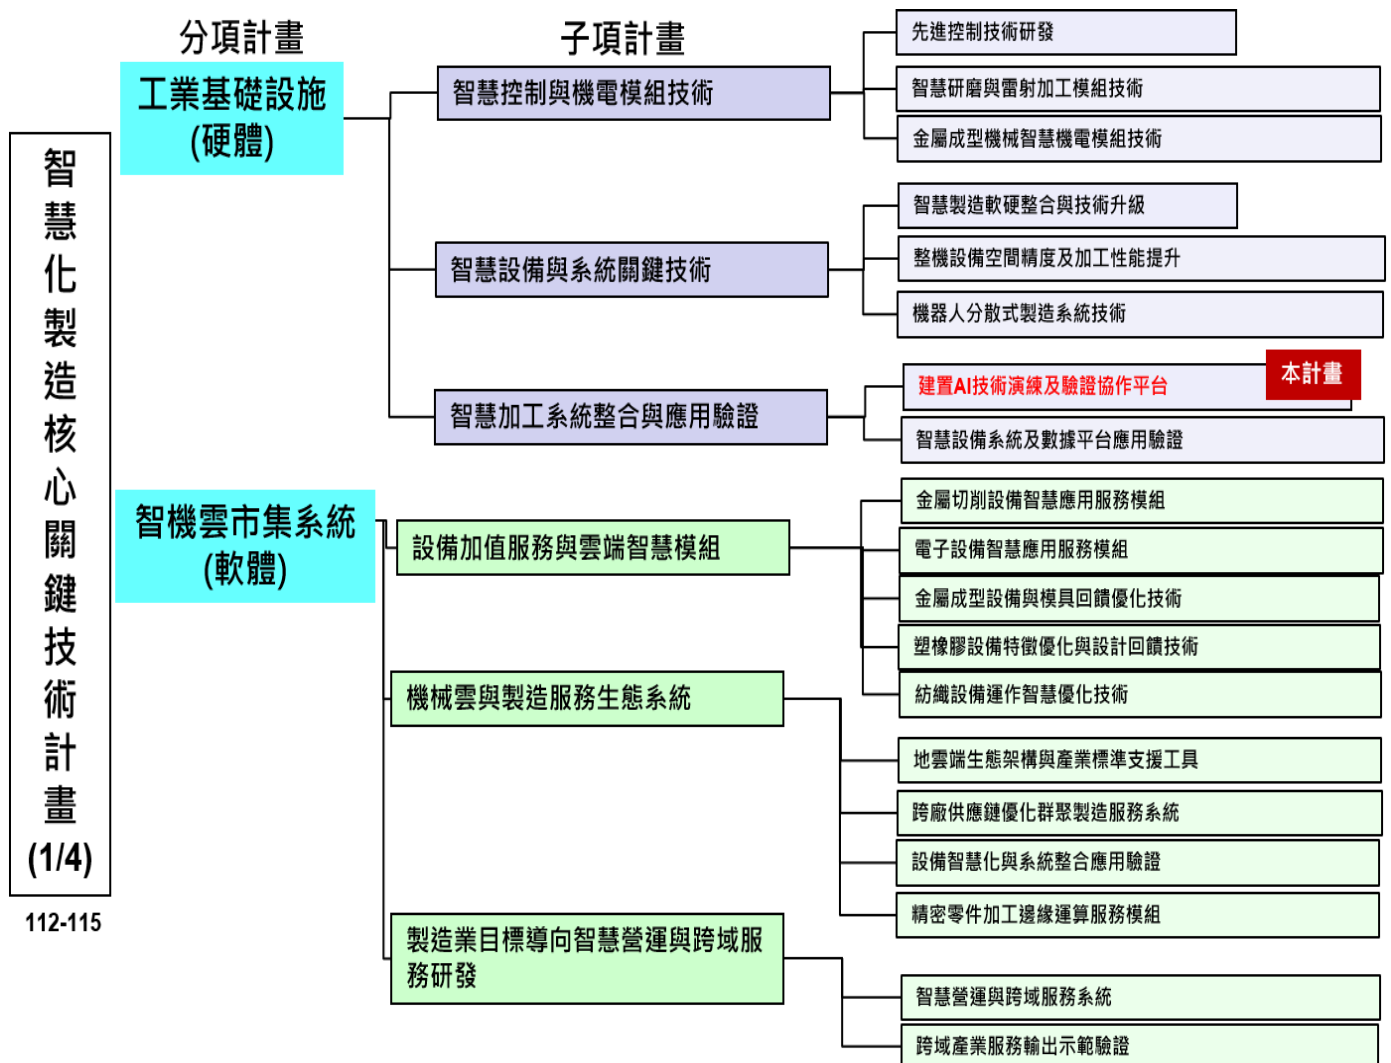 分項計畫
子項計畫
智慧化製造核心關鍵技術計畫
(1/4)
112-115
工業基礎設施
(硬體)
智慧控制與機電模組技術
先進控制技術研發
智慧研磨與雷射加工模組技術
金屬成型機械智慧機電模組技術
智慧設備與系統關鍵技術
智慧製造軟硬整合與技術升級
整機設備空間精度及加工性能提升
機器人分散式製造系統技術
智慧加工系統整合與應用驗證
建置AI技術演練及驗證協作平台
本計畫
智慧設備系統及數據平台應用驗證
智機雲市集系統
(軟體)
設備加值服務與雲端智慧模組
金屬切削設備智慧應用服務模組
電子設備智慧應用服務模組
金屬成型設備與模具回饋優化技術
塑橡膠設備特徵優化與設計回饋技術
紡織設備運作智慧優化技術
機械雲與製造服務生態系統
地雲端生態架構與產業標準支援工具
跨廠供應鏈優化群聚製造服務系統
設備智慧化與系統整合應用驗證
精密零件加工邊緣運算服務模組
製造業目標導向智慧營運與跨域服
務研發
智慧營運與跨域服務系統
跨域產業服務輸出示範驗證